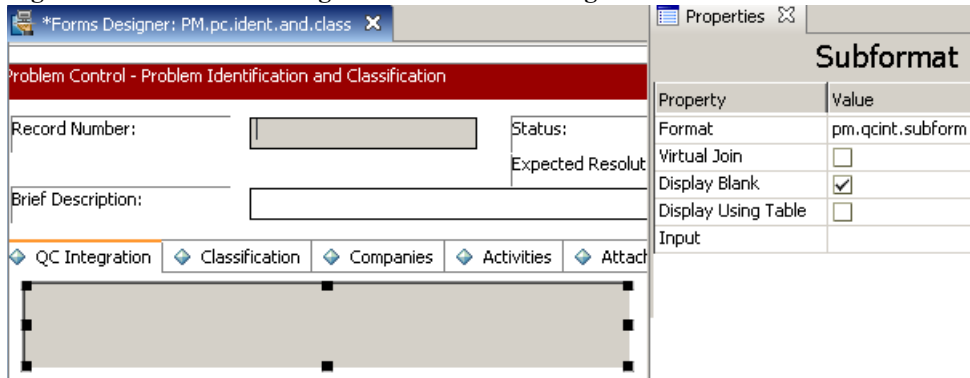 *Forms Designer: PM.pc.ident.and.class
Properties
Problem Control - Problem Identification and Classification
Subformat
Property Value
Record Number: Status:
Format pm.qcint.subform
Expected Resolut
Virtual Join
Display Blank
Brief Description:
Display Using Table
Input
QC Integration Classification Companies Activities Attach